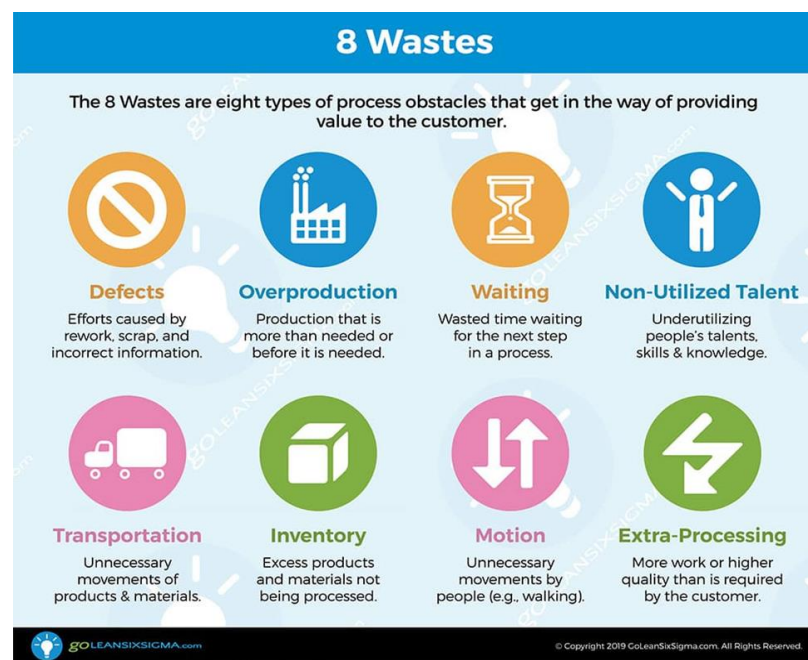 8 Wastes
The 8 Wastes are eight types of process obstacles that get in the way of providing
value to the customer.
Defects
Efforts caused by
rework, scrap, and
incorrect information.
Overproduction
Production that is
more than needed or
before it is needed.
Waiting
Wasted time waiting
for the next step
in a process.
Non-Utilized Talent
Underutilizing
people's talents,
skills & knowledge.
Transportation
Unnecessary
movements of
products & materials.
Inventory
Excess products
and materials not
being processed.
Motion
Unnecessary
movements by
people (e.g., walking).
Extra-Processing
More work or higher
quality than is required
by the customer.
goLEANSIXSIGMA.com
© Copyright 2019 GoLeanSixSigma.com. All Rights Reserved.